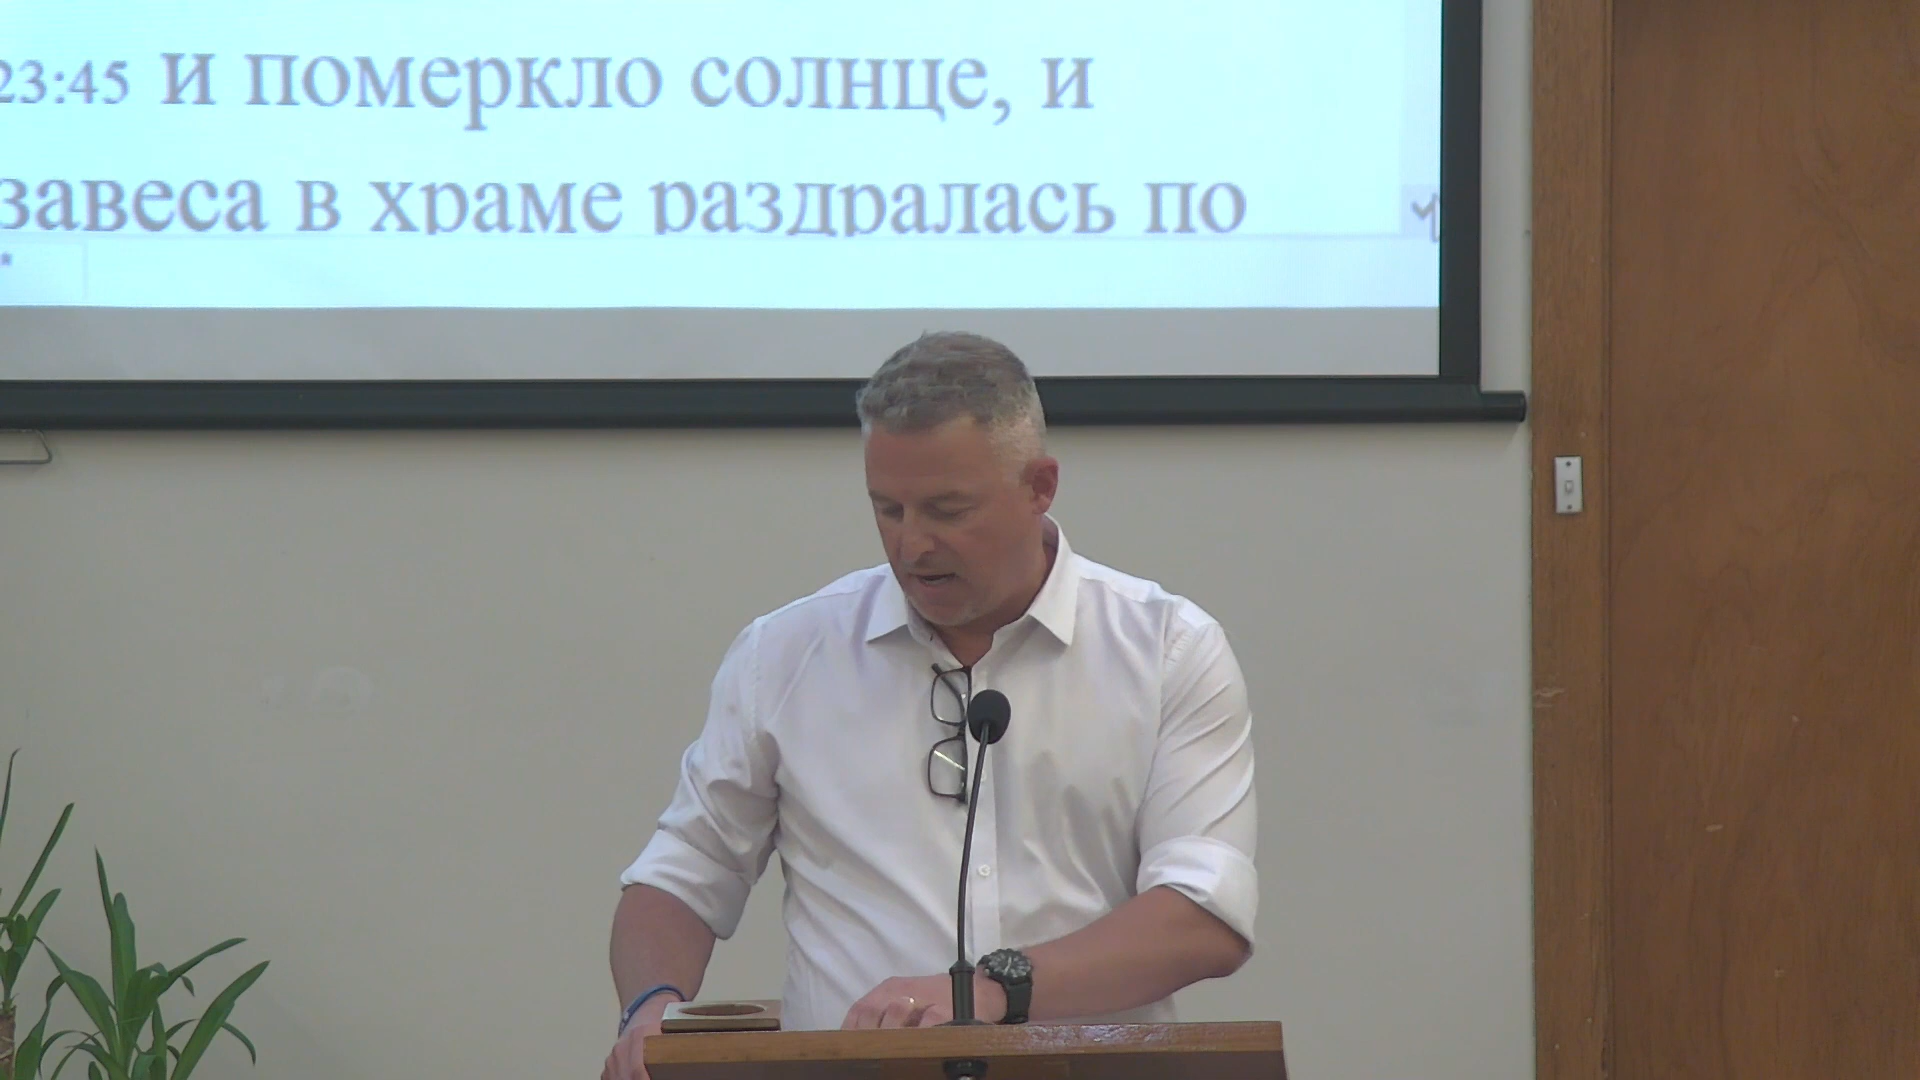 23:45 и померкло солнце, и
завеса в храме раздралась по